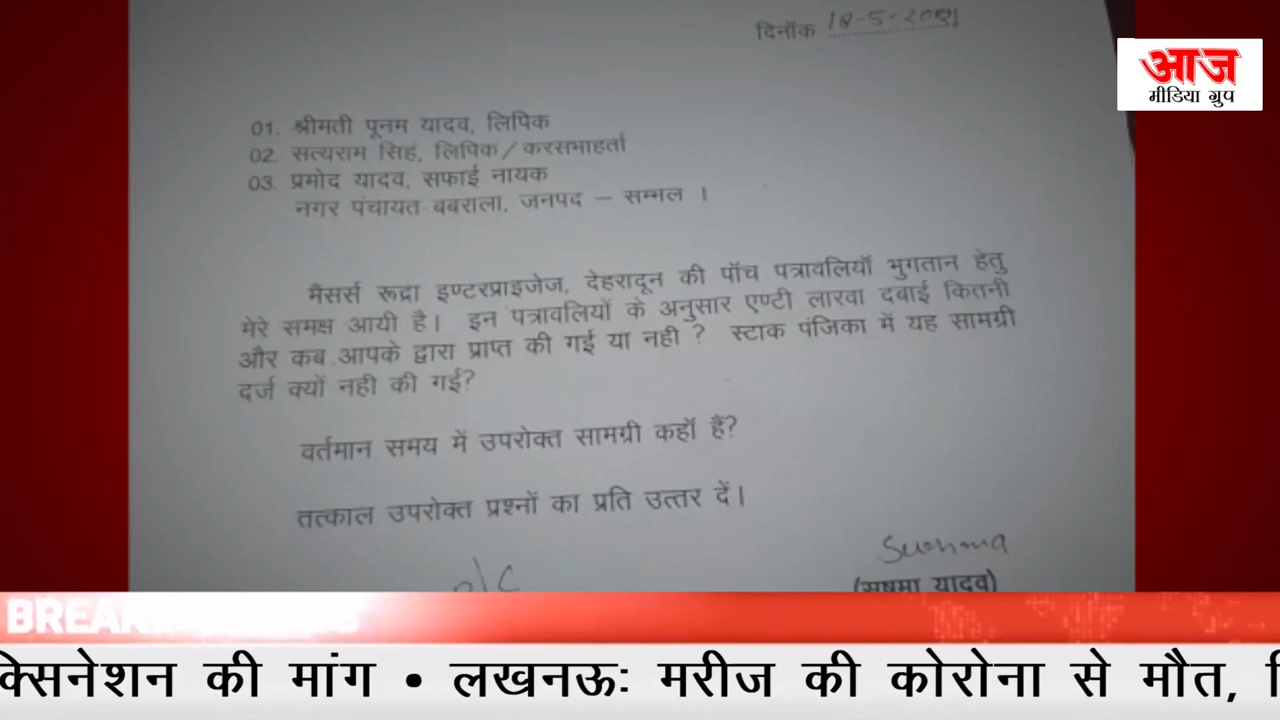 दिनॉक 18-5-2021
आज
मीडिया ग्रुप
01. श्रीमती पूनम यादव, लिपिक
02. सत्यराम सिहं, लिपिक / करसभाहर्ता
03. प्रमोद यादव, सफाई नायक
नगर पंचायत बबराला, जनपद – सम्भल ।
मैसर्स रूद्रा इण्टरप्राइजेज, देहरादून की पॉच पत्रावलियॉ भुगतान हेतु
मेरे समक्ष आयी है। इन पत्रावलियों के अनुसार एण्टी लारवा दबाई कितनी
और कब आपके द्वारा प्राप्त की गई या नही ? स्टाक पंजिका में यह सामग्री
दर्ज क्यों नही की गई?
वर्तमान समय में उपरोक्त सामग्री कहॉ हैं?
तत्काल उपरोक्त प्रश्नों का प्रति उत्तर दें।
Sushma
(सुषमा यादव)
क्सिनेशन की मांग • लखनऊः मरीज की कोरोना से मौत,